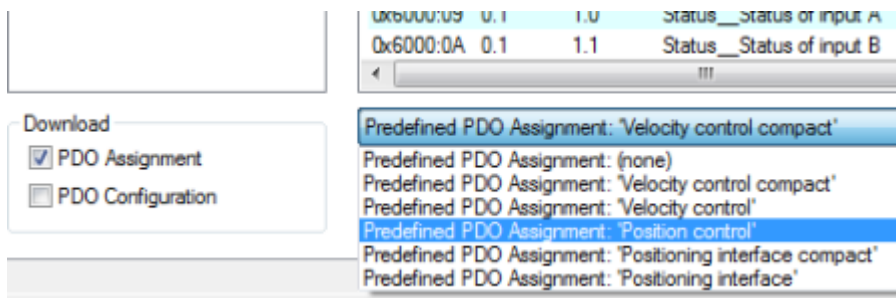 0x6000:09 0.1 1.0 Status__Status of input A
0x6000:0A 0.1 1.1 Status__Status of input B
Download
PDO Assignment
PDO Configuration
Predefined PDO Assignment: 'Velocity control compact'
Predefined PDO Assignment: (none)
Predefined PDO Assignment: 'Velocity control compact'
Predefined PDO Assignment: 'Velocity control'
Predefined PDO Assignment: 'Position control'
Predefined PDO Assignment: 'Positioning interface compact'
Predefined PDO Assignment: 'Positioning interface'